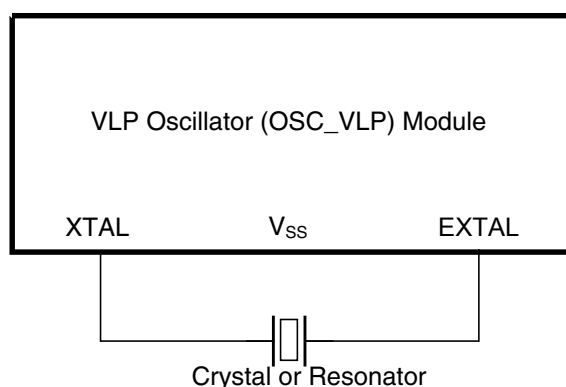 VLP Oscillator (OSC_VLP) Module
XTAL VSS EXTAL
Crystal or Resonator